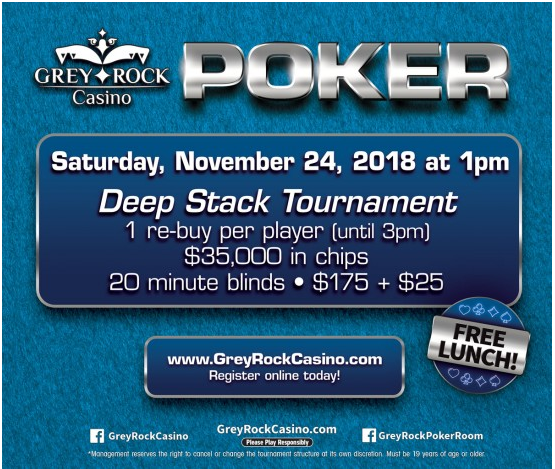 GREY ROCK
Casino
POKER
Saturday, November 24, 2018 at 1pm
Deep Stack Tournament
1 re-buy per player (until 3pm)
$35,000 in chips
20 minute blinds • $175 + $25
FREE
LUNCH!
www.GreyRockCasino.com
Register online today!
GreyRockCasino
GreyRockCasino.com
Please Play Responsibly
GreyRockPokerRoom
*Management reserves the right to cancel or change the tournament structure at its own discretion. Must be 19 years of age or older.